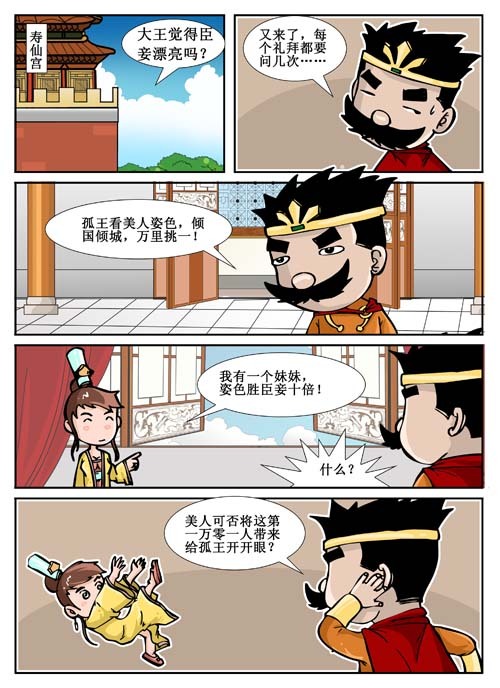 寿仙宫
大王觉得臣
妾漂亮吗？
又来了，每
个礼拜都要
问几次……
孤王看美人姿色，倾
国倾城，万里挑一！
我有一个妹妹，
姿色胜臣妾十倍！
什么？
美人可否将这第
一万零一人带来
给孤王开开眼？